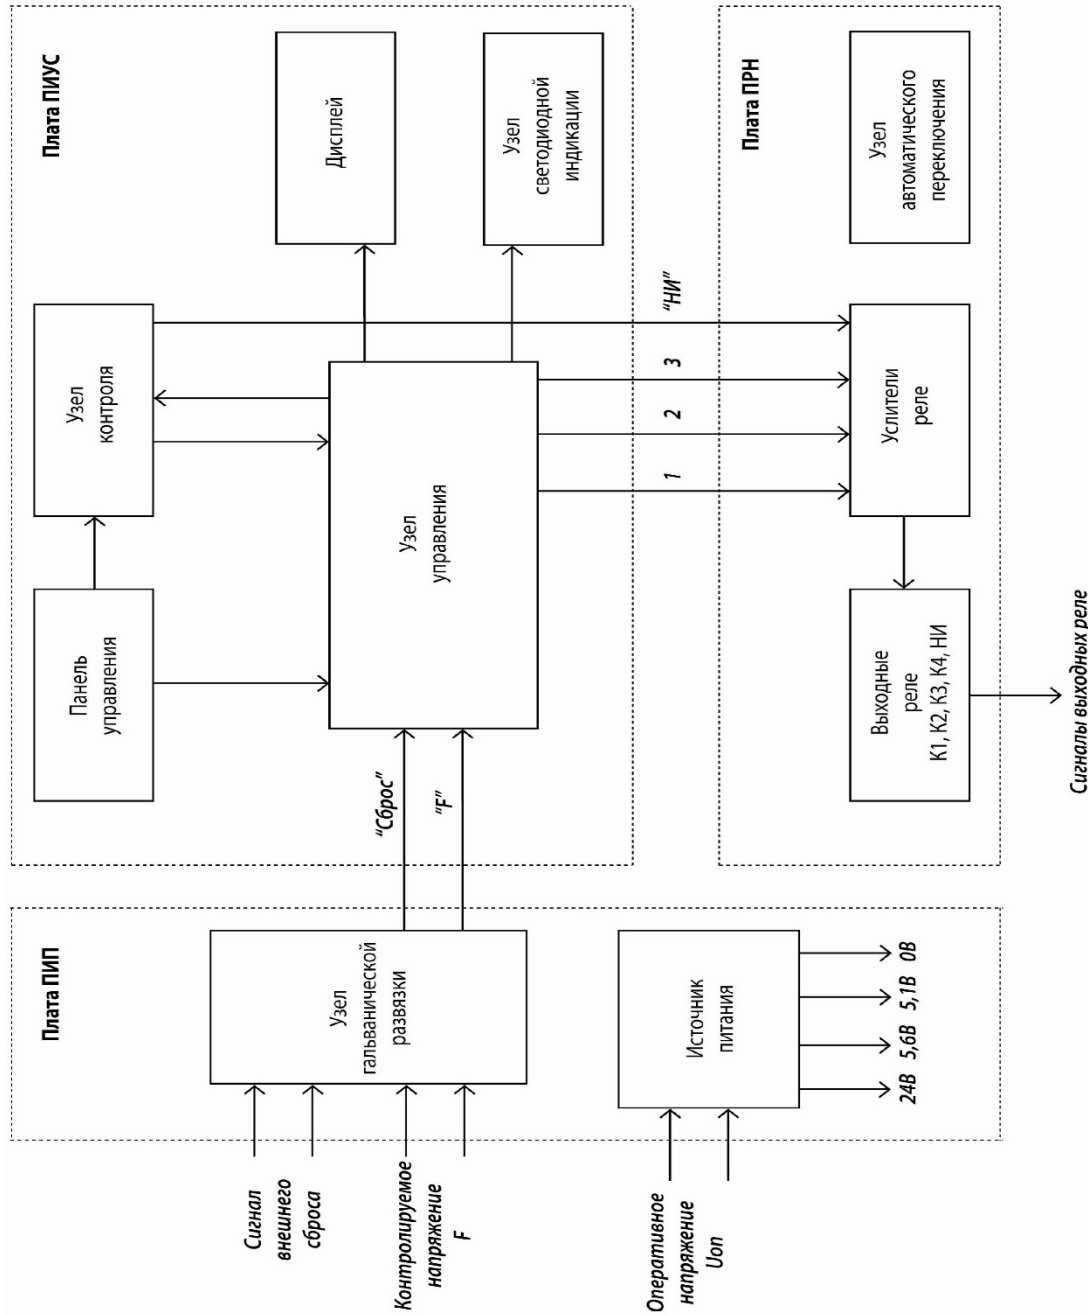 Плата ПИП
Сигнал
внешнего
сброса
Контролируемое
напряжение
F
Узел
гальванической
развязки
"Сброс"
"F"
Оперативное
напряжение
Uоп
Источник
питания
24В
5,6В
5,1В
0В
Плата ПИУС
Панель
управления
Узел
контроля
Узел
управления
Дисплей
Узел
светодиодной
индикации
1
2
3
"НИ"
Плата ПРН
Выходные
реле
К1, К2, К3, К4, НИ
Услители
реле
Узел
автоматического
переключения
Сигналы выходных реле